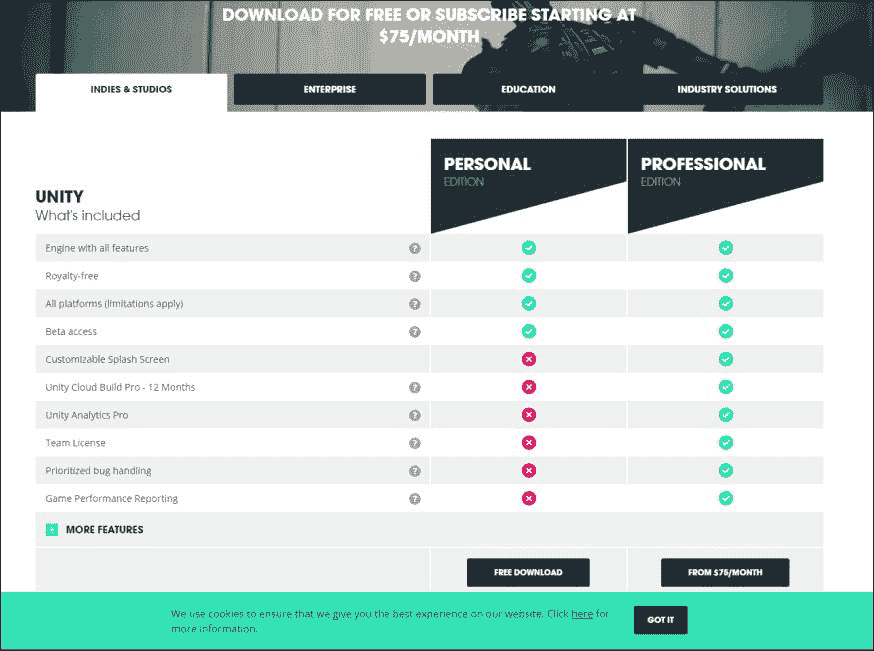 DOWNLOAD FOR FREE OR SUBSCRIBE STARTING AT
$75/MONTH
INDIES & STUDIOS
ENTERPRISE
EDUCATION
INDUSTRY SOLUTIONS
PERSONAL
EDITION
PROFESSIONAL
EDITION
UNITY
What's included
Engine with all features
Royalty-free
All platforms (limitations apply)
Beta access
Customizable Splash Screen
Unity Cloud Build Pro - 12 Months
Unity Analytics Pro
Team License
Prioritized bug handling
Game Performance Reporting
MORE FEATURES
FREE DOWNLOAD
FROM $75/MONTH
We use cookies to ensure that we give you the best experience on our website. Click here for
more information.
GOT IT